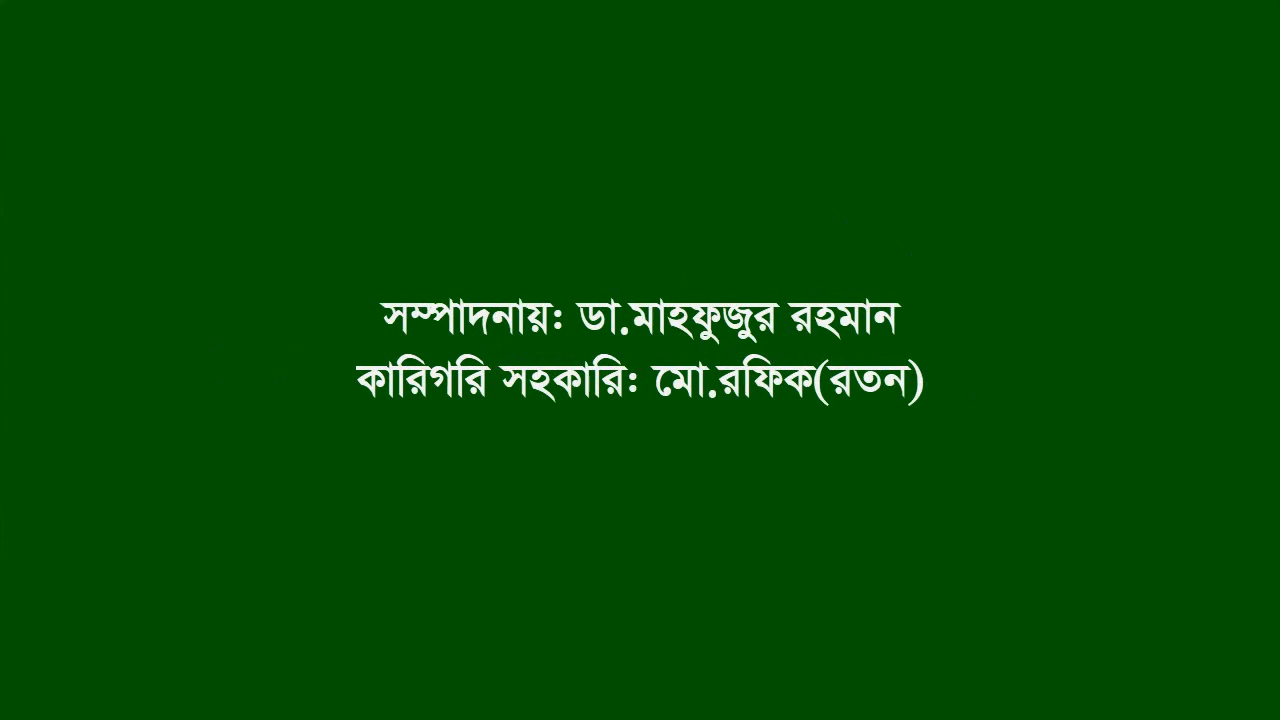 সম্পাদনায়ঃ ডা.মাহফুজুর রহমান
কারিগরি সহকারিঃ মো.রফিক(রতন)